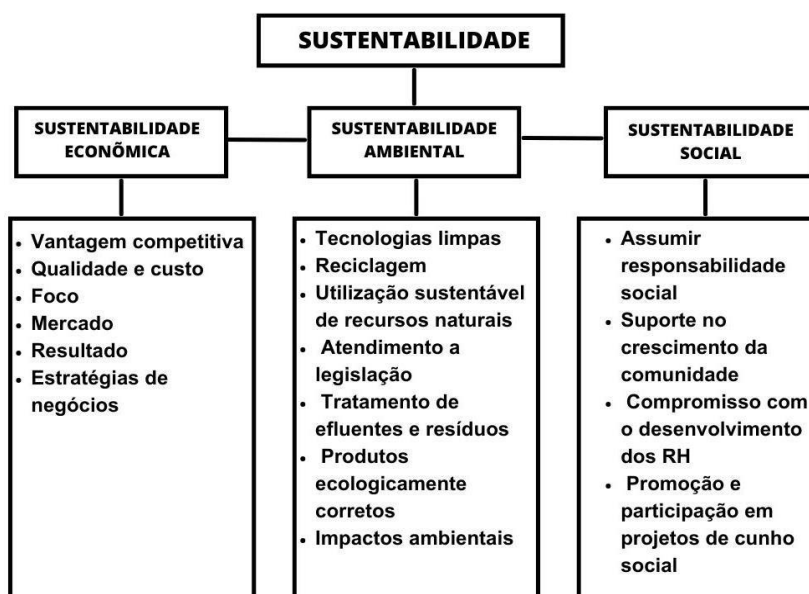 SUSTENTABILIDADE
SUSTENTABILIDADE
ECONÕMICA
SUSTENTABILIDADE
AMBIENTAL
SUSTENTABILIDADE
SOCIAL
• Vantagem competitiva
• Qualidade e custo
• Foco
• Mercado
• Resultado
• Estratégias de
negócios
• Tecnologias limpas
• Reciclagem
• Utilização sustentável
de recursos naturais
• Atendimento a
legislação
• Tratamento de
efluentes e resíduos
• Produtos
ecologicamente
corretos
• Impactos ambientais
• Assumir
responsabilidade
social
• Suporte no
crescimento da
comunidade
• Compromisso com
o desenvolvimento
dos RH
• Promoção e
participação em
projetos de cunho
social